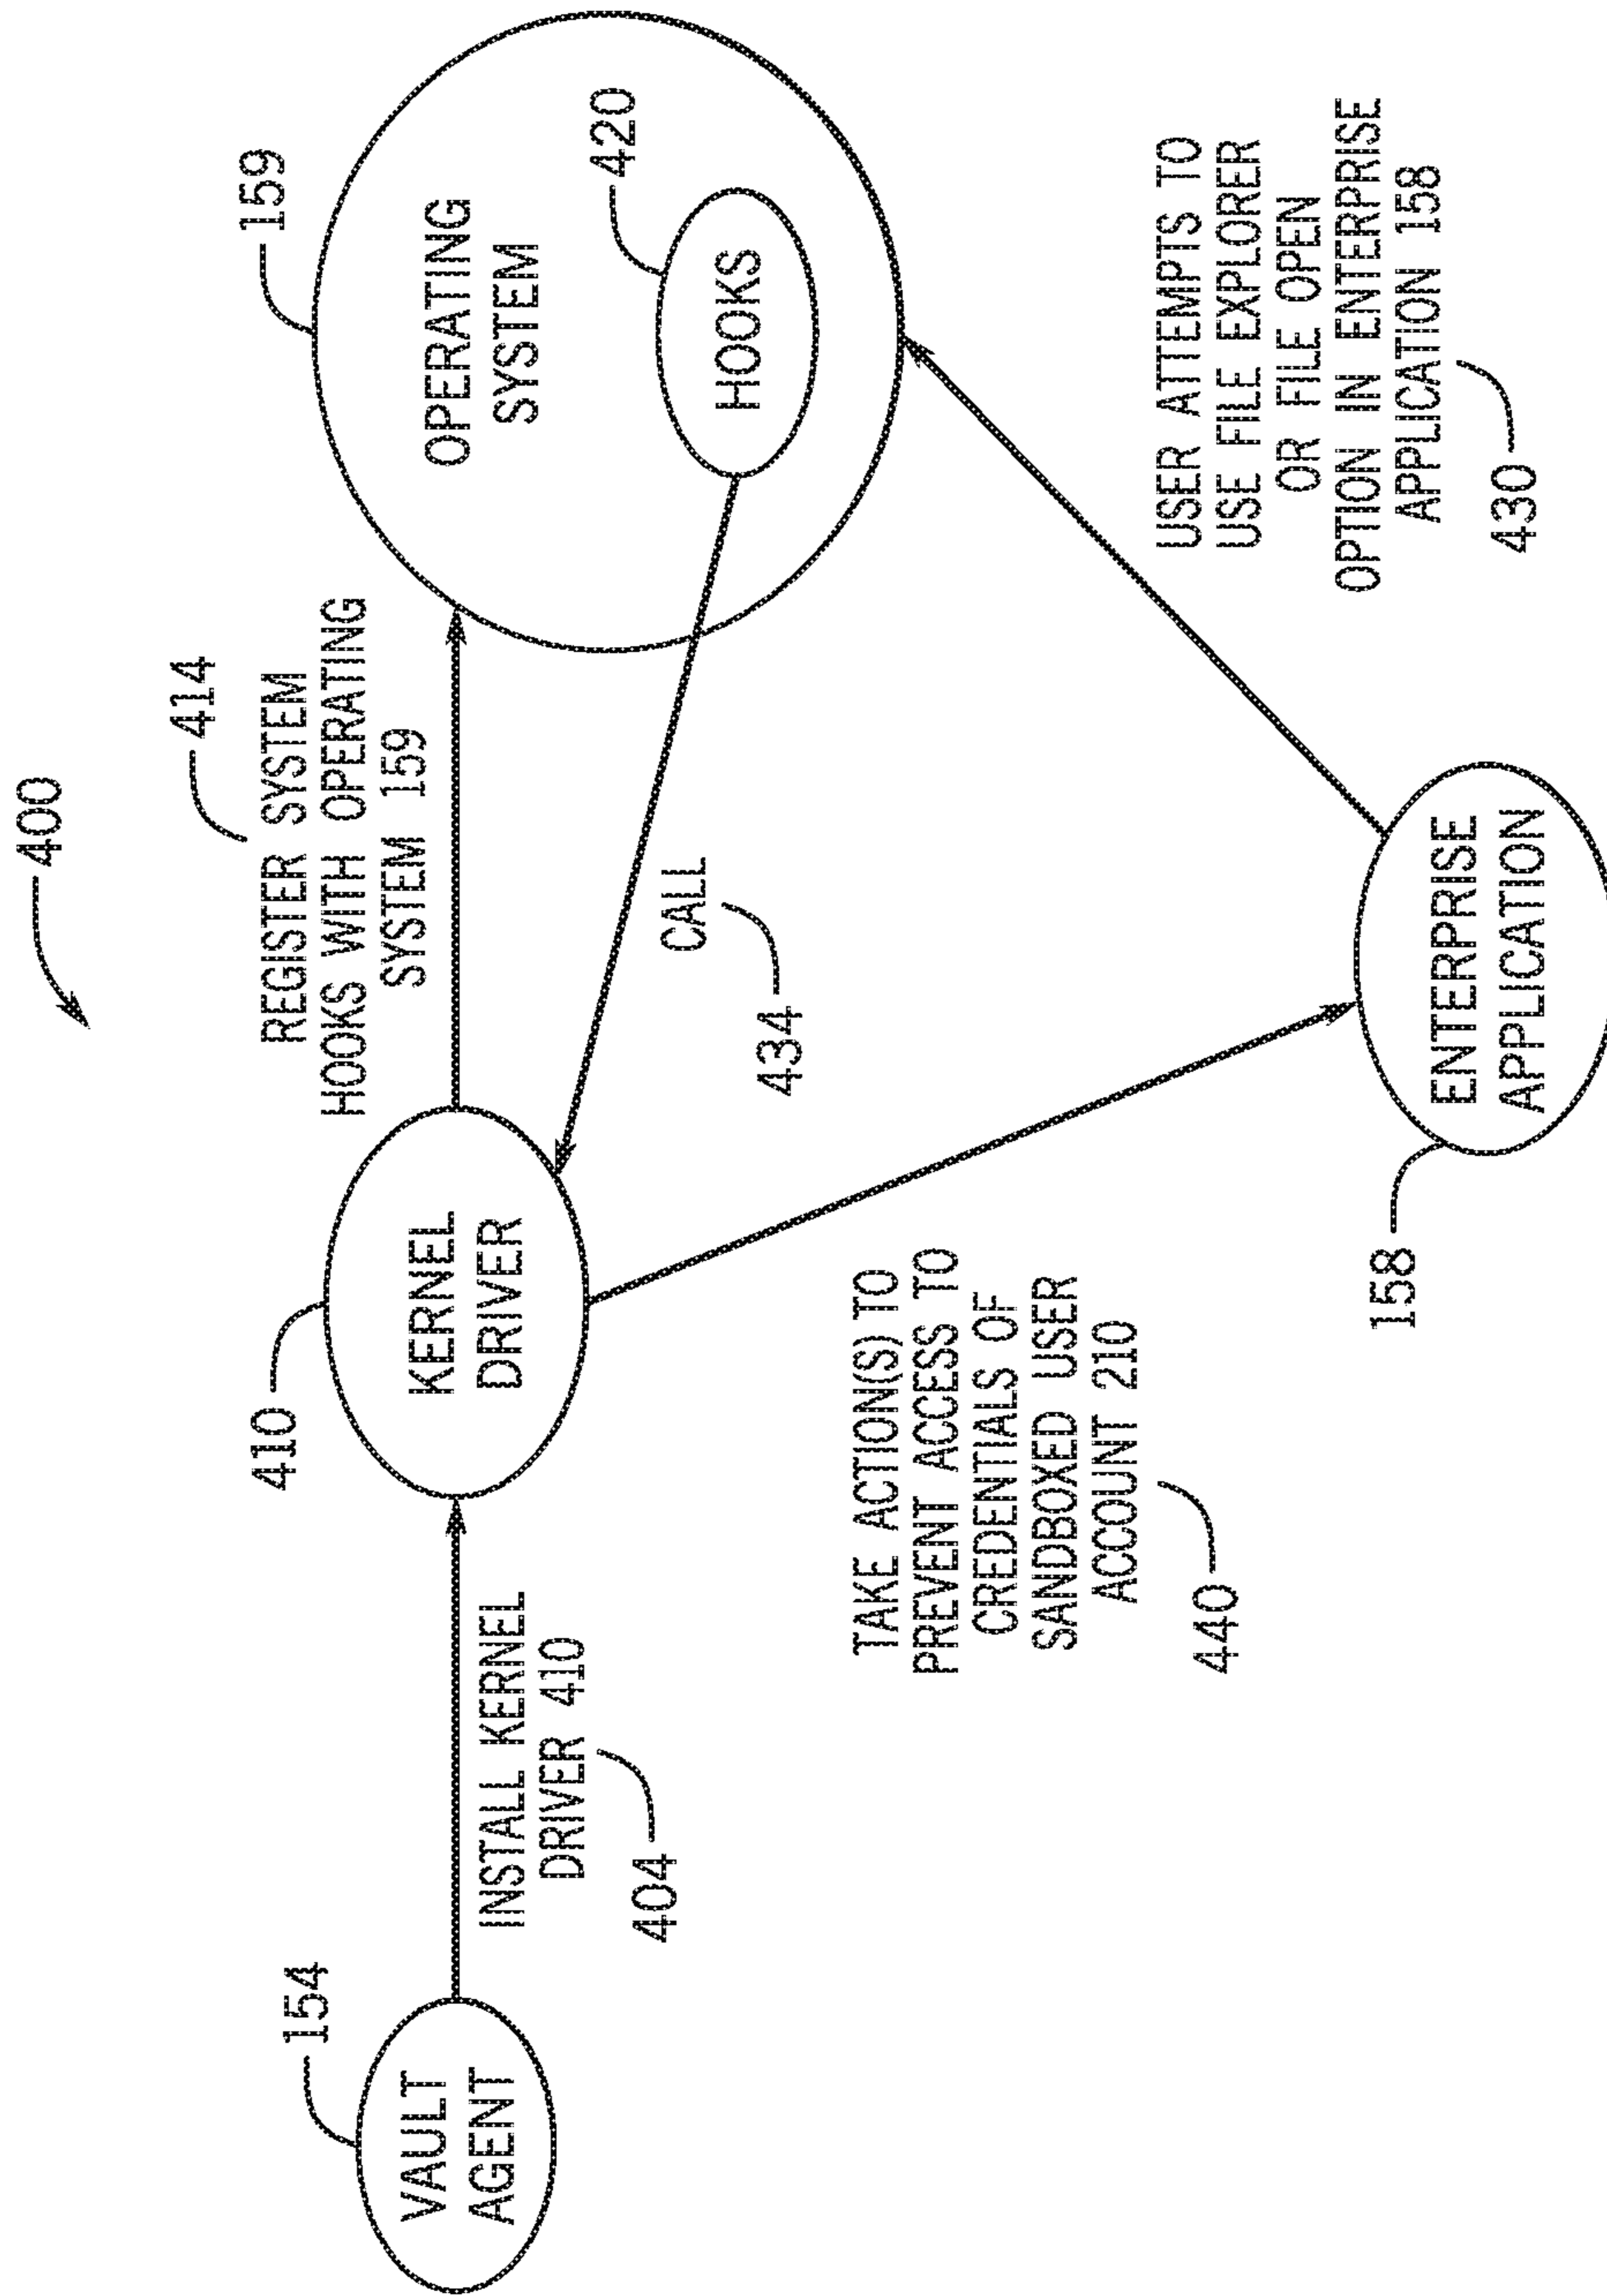 400
154
VAULT
AGENT
INSTALL KERNEL
DRIVER 410
404
410
KERNEL
DRIVER
414
REGISTER SYSTEM
HOOKS WITH OPERATING
SYSTEM 159
159
OPERATING
SYSTEM
420
HOOKS
CALL
434
TAKE ACTION(S) TO
PREVENT ACCESS TO
CREDENTIALS OF
SANDBOXED USER
ACCOUNT 210
440
158
ENTERPRISE
APPLICATION
USER ATTEMPTS TO
USE FILE EXPLORER
OR FILE OPEN
OPTION IN ENTERPRISE
APPLICATION 158
430